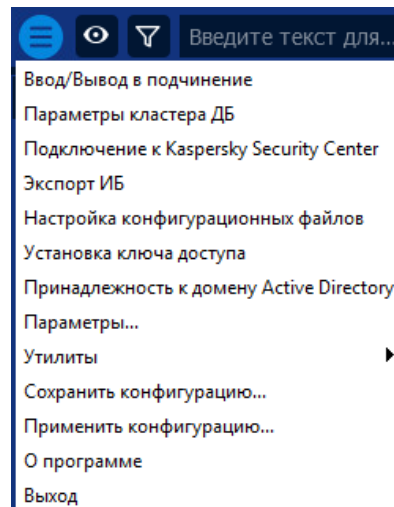 Введите текст для...
Ввод/Вывод в подчинение
Параметры кластера ДБ
Подключение к Kaspersky Security Center
Экспорт ИБ
Настройка конфигурационных файлов
Установка ключа доступа
Принадлежность к домену Active Directory
Параметры...
Утилиты
Сохранить конфигурацию...
Применить конфигурацию...
О программе
Выход